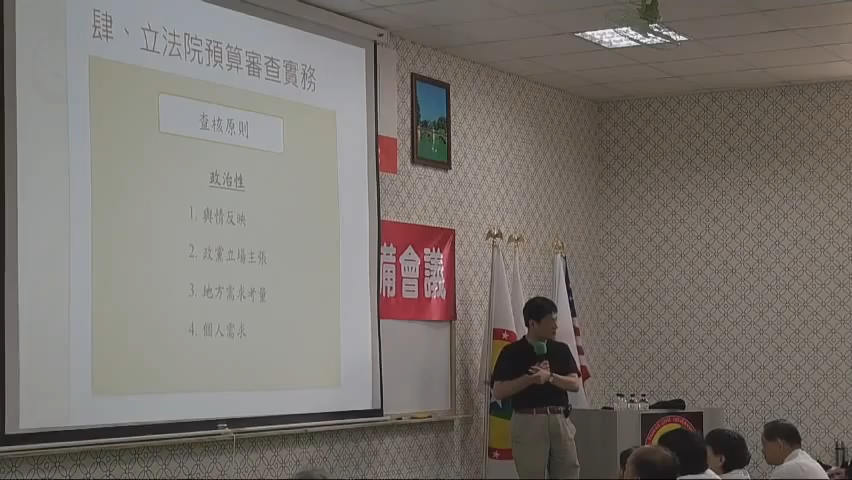 肆、立法院預算審查實務
查核原則
政治性
1. 輿情反映
2. 政黨立場主張
3. 地方需求考量
4. 個人需求
備會議